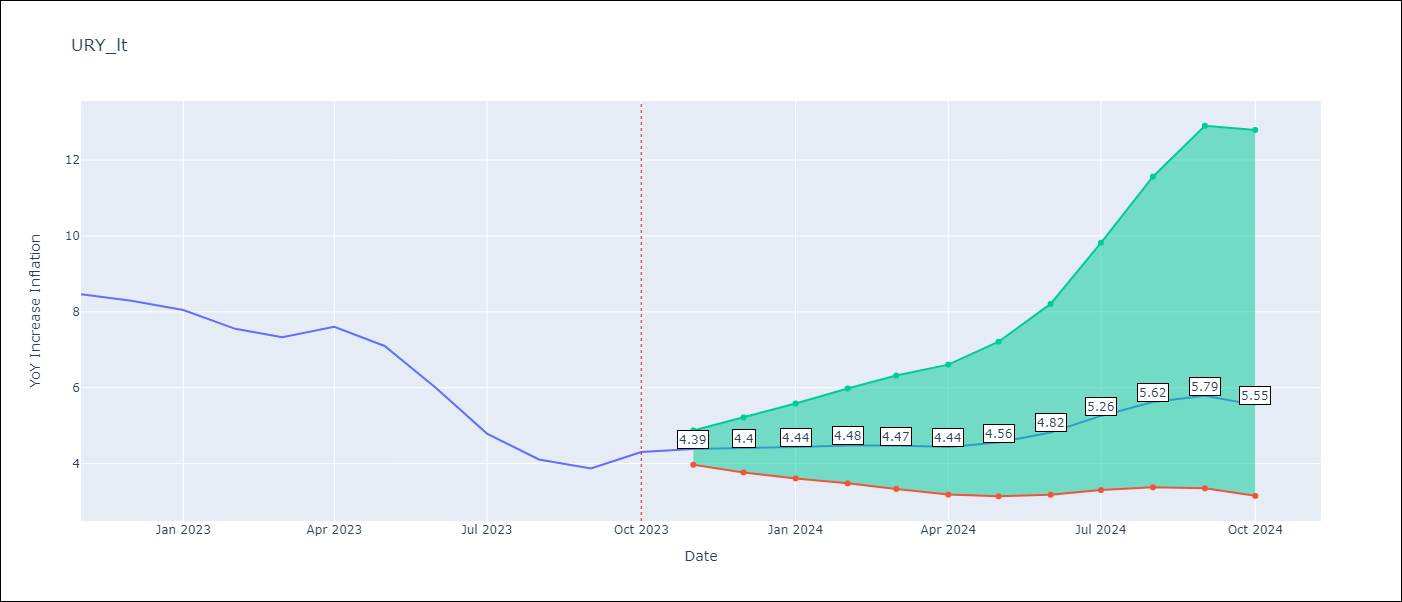 URY_lt
YoY Increase Inflation
12
10
8
6
4
4.39
4.4
4.44
4.48
4.47
4.44
4.56
4.82
5.26
5.62
5.79
5.55
Jan 2023
Apr 2023
Jul 2023
Oct 2023
Jan 2024
Apr 2024
Jul 2024
Oct 2024
Date